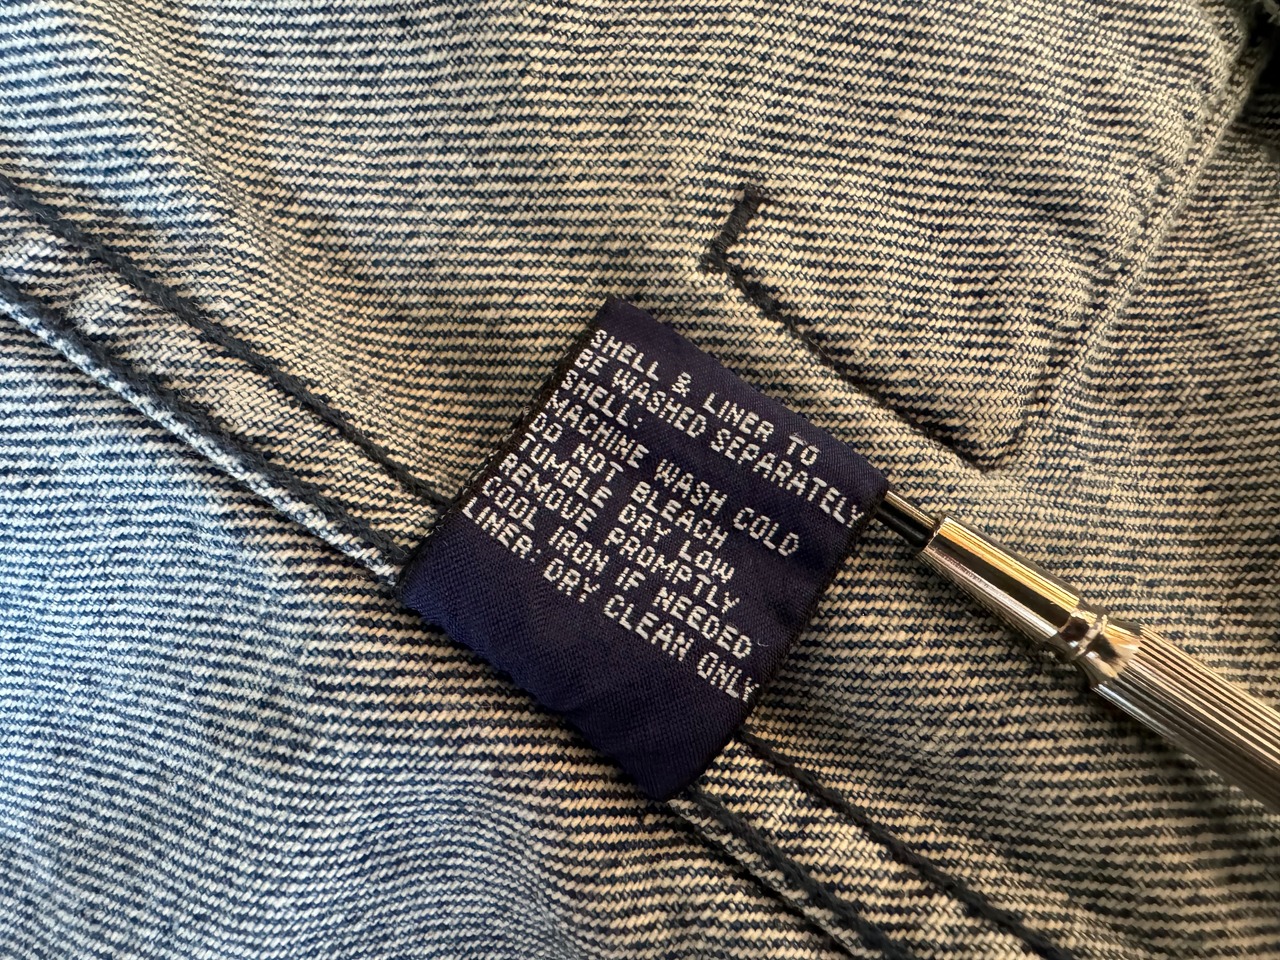 SHELL & LINER TO
BE WASHED SEPARATELY
SHELL:
MACHINE WASH COLD
DO NOT BLEACH
TUMBLE DRY LOW
REMOVE PROMPTLY
COOL IRON IF NEEDED
LINER: DRY CLEAN ONLY